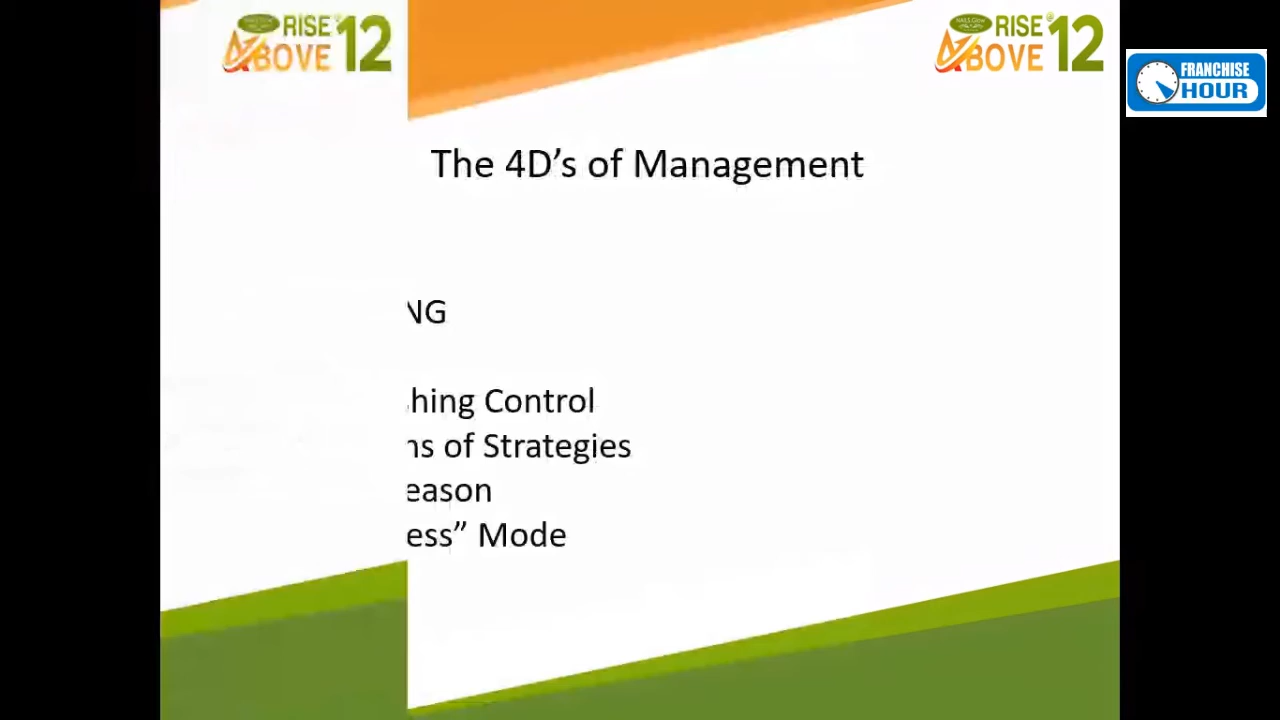 RISE
ABOVE 12
RISE
ABOVE 12
FRANCHISE
HOUR
The 4D's of Management
NG
hing Control
ns of Strategies
eason
ess” Mode